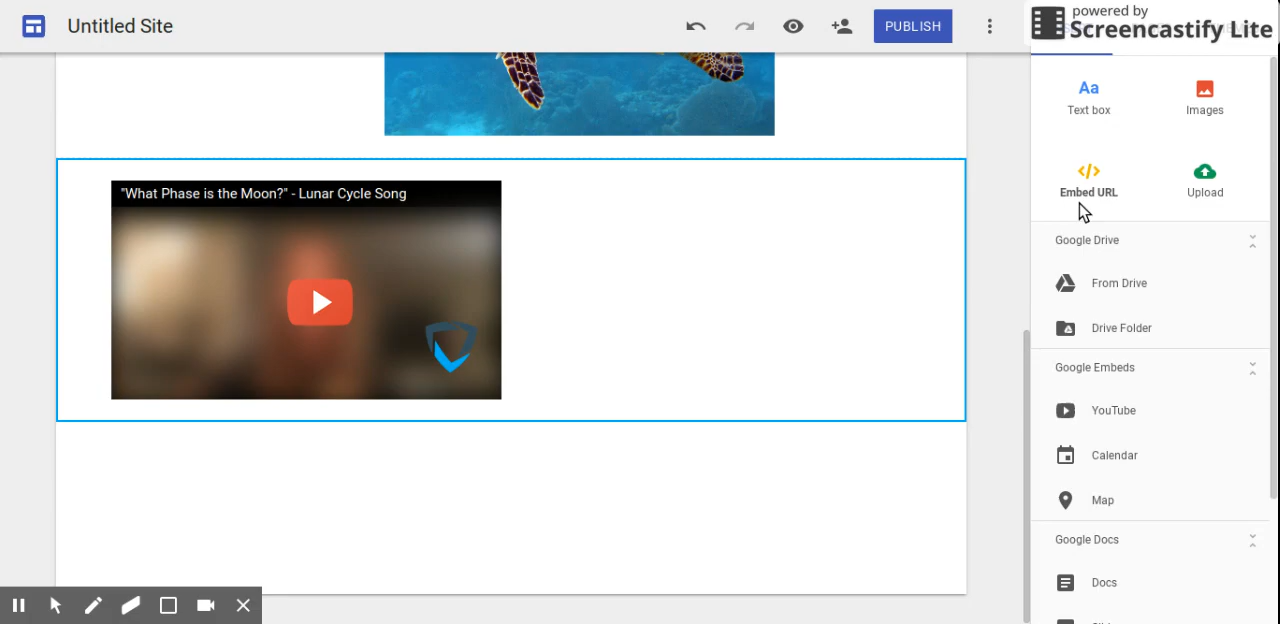 Untitled Site
PUBLISH
powered by
Screencastify Lite
Aa
Text box
Images
Embed URL
Upload
Google Drive
From Drive
Drive Folder
Google Embeds
YouTube
Calendar
Map
Google Docs
Docs
"What Phase is the Moon?" - Lunar Cycle Song